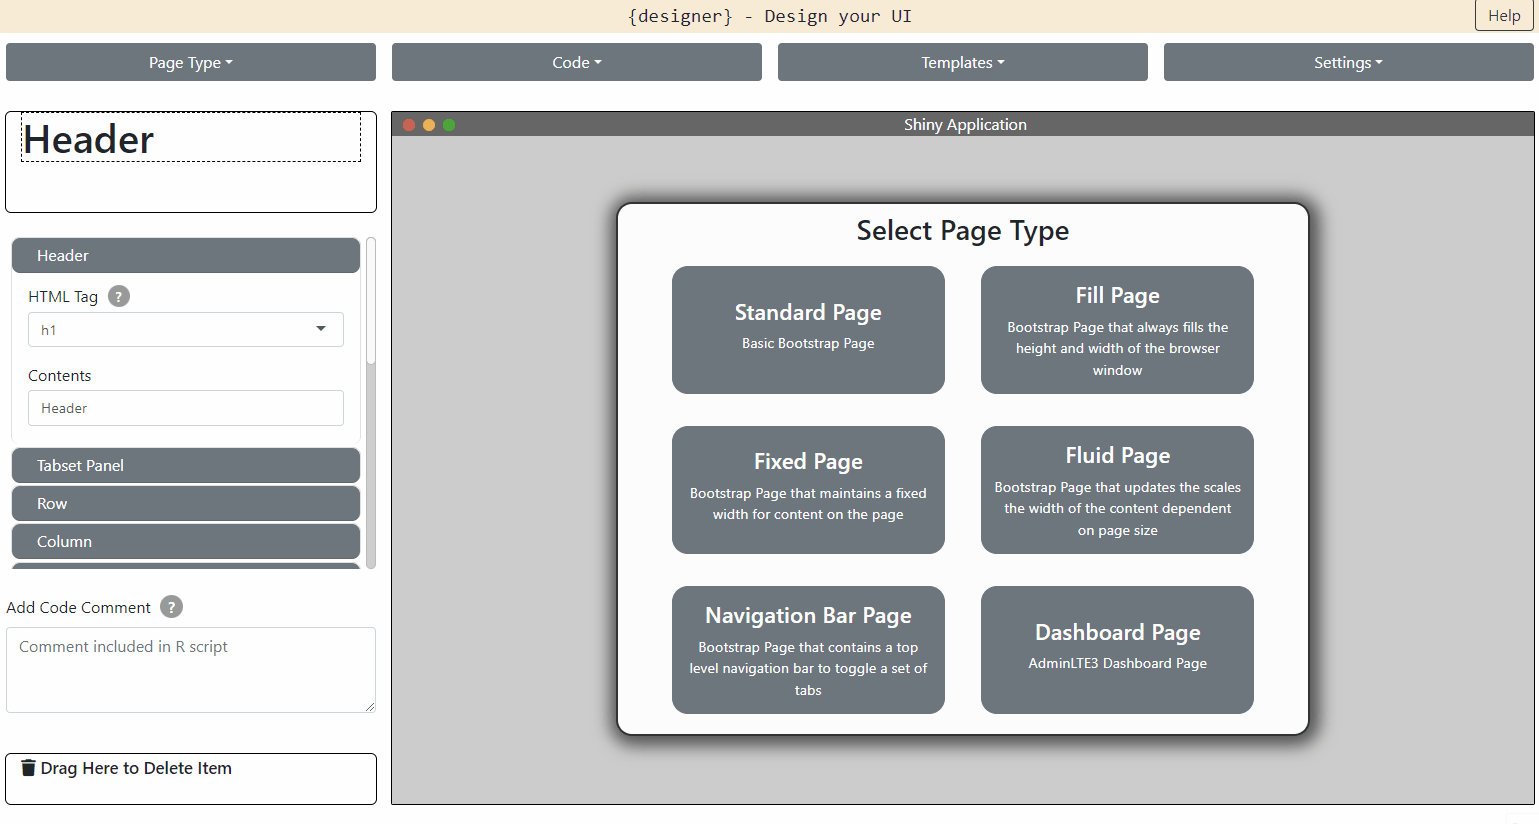 {designer} - Design your UI
Help
Page Type
Code
Templates
Settings
Header
Header
HTML Tag ?
h1
Contents
Header
Tabset Panel
Row
Column
Add Code Comment ?
Comment included in R script
Drag Here to Delete Item
Shiny Application
Select Page Type
Standard Page
Basic Bootstrap Page
Fill Page
Bootstrap Page that always fills the
height and width of the browser
window
Fixed Page
Bootstrap Page that maintains a fixed
width for content on the page
Fluid Page
Bootstrap Page that updates the scales
the width of the content dependent
on page size
Navigation Bar Page
Bootstrap Page that contains a top
level navigation bar to toggle a set of
tabs
Dashboard Page
AdminLTE3 Dashboard Page